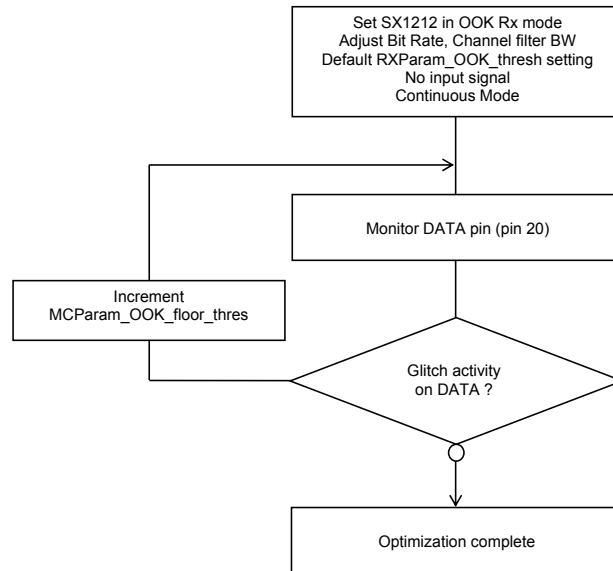 Set SX1212 in OOK Rx mode
Adjust Bit Rate, Channel filter BW
Default RXParam_OOK_thresh setting
No input signal
Continuous Mode
Monitor DATA pin (pin 20)
Increment
MCParam_OOK_floor_thres
Glitch activity
on DATA ?
Optimization complete